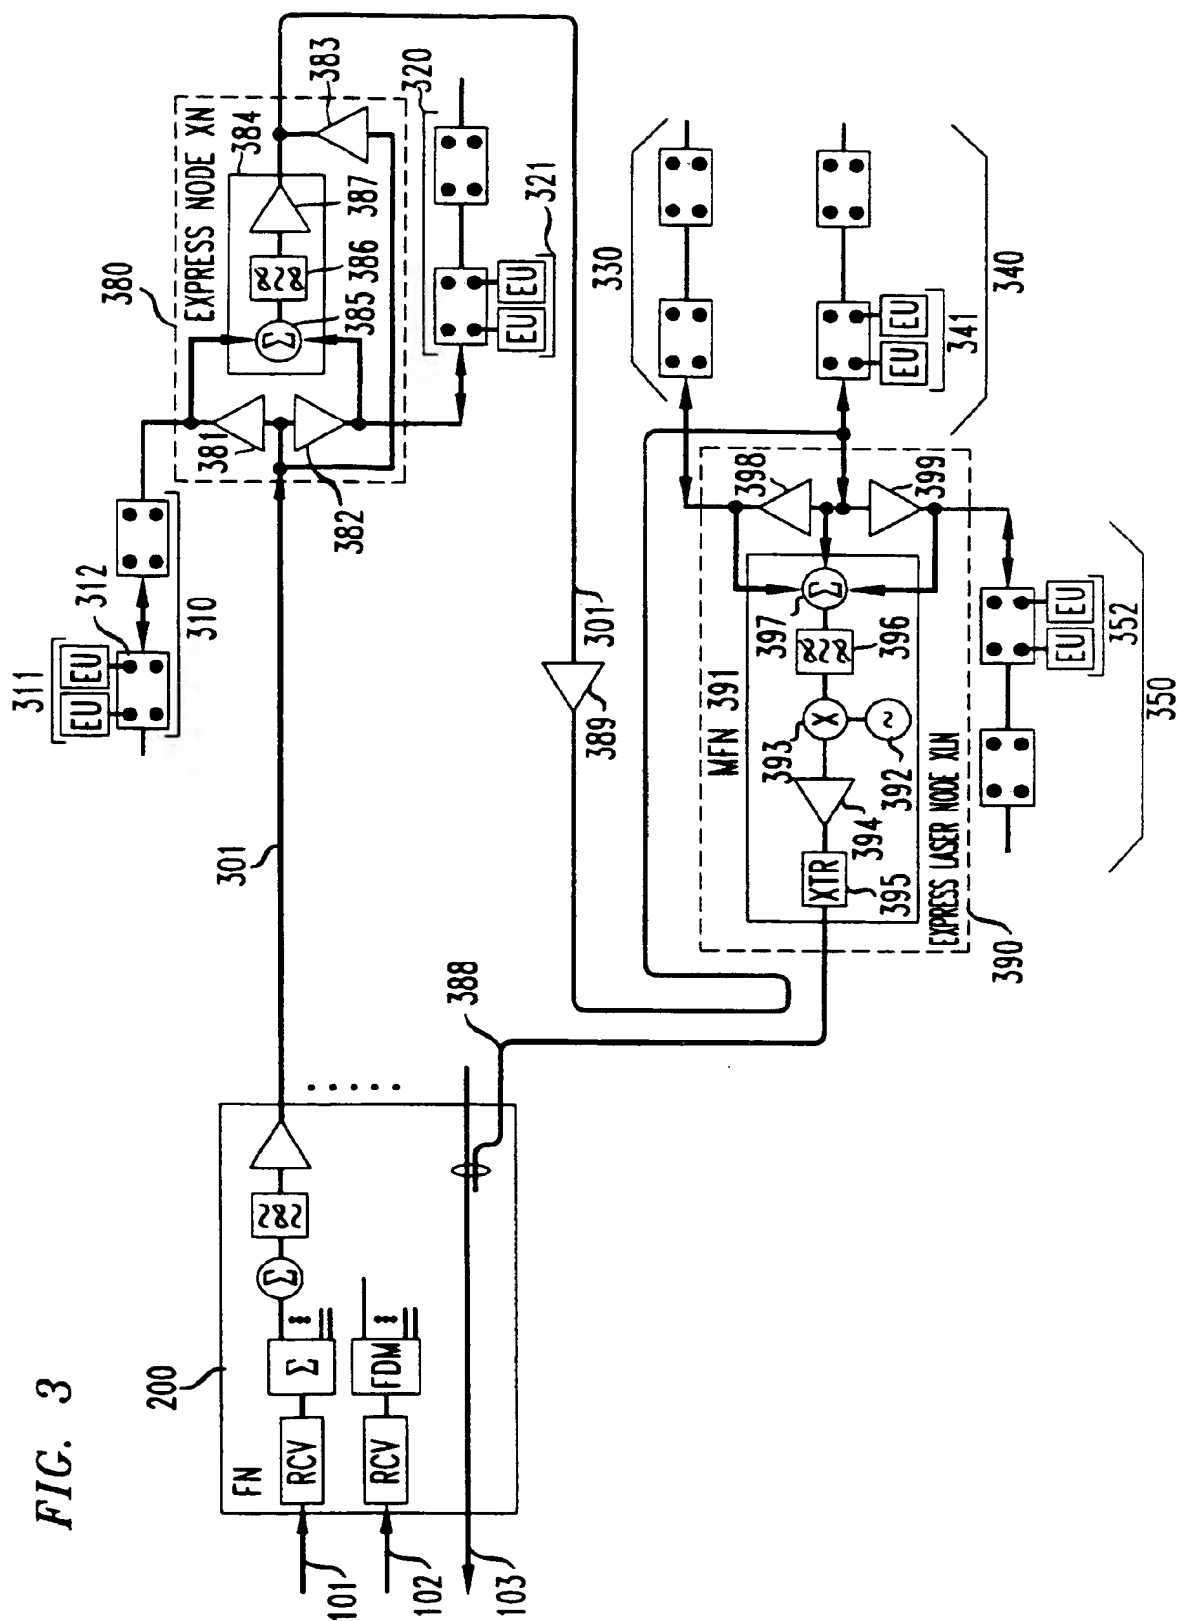 FIG. 3
200
FN
101
RCV
Σ
Σ
102
RCV
FDM
103
388
301
380
EXPRESS NODE XN
384
383
381
382
385
386
387
Σ
311
EU
EU
312
310
320
EU
EU
321
301
389
330
340
EU
EU
341
MFN 391
398
399
Σ
397
396
X
393
~
392
394
XTR
395
EXPRESS LASER NODE XLN
390
EU
EU
352
350